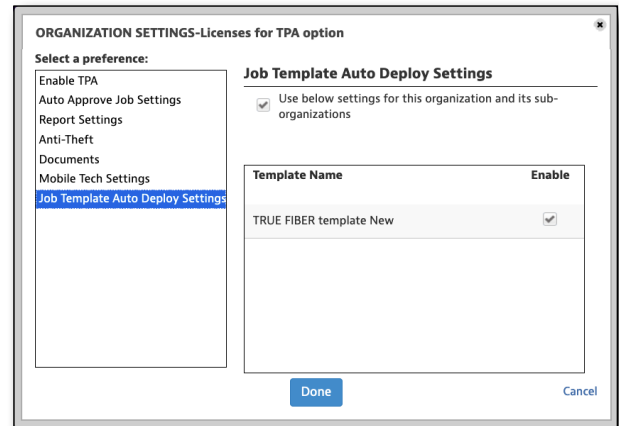 ORGANIZATION SETTINGS-Licenses for TPA option
Select a preference:
Enable TPA
Auto Approve Job Settings
Report Settings
Anti-Theft
Documents
Mobile Tech Settings
Job Template Auto Deploy Settings
Job Template Auto Deploy Settings
Use below settings for this organization and its sub-
organizations
Template Name Enable
TRUE FIBER template New
Done
Cancel